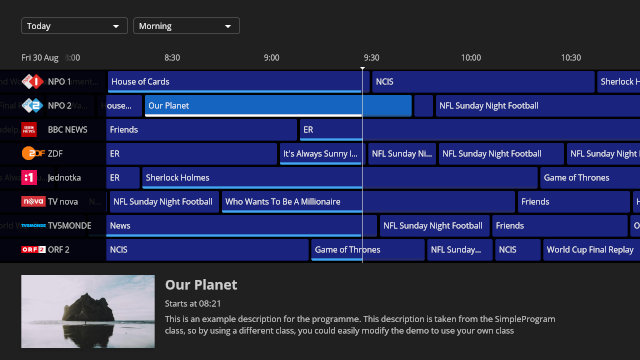 Today
Morning
Fri 30 Aug 8:00 8:30 9:00 9:30 10:00 10:30
NPO 1 House of Cards NCIS Sherlock H
NPO 2 ouse... Our Planet NFL Sunday Night Football
BBC NEWS Friends ER
ZDF ER It's Always Sunny I... NFL Sunday Ni... NFL Sunday Night Football NFL Sunday Night
Jednotka ER Sherlock Holmes Game of Thrones
nova TV nova NFL Sunday Night Football Who Wants To Be A Millionaire Friends
TV5MONDE TV5MONDE News NFL Sunday Night Football Friends
ORF 2 ORF 2 NCIS Game of Thrones NFL Sunday... NCIS World Cup Final Replay
Our Planet
Starts at 08:21
This is an example description for the programme. This description is taken from the SimpleProgram
class, so by using a different class, you could easily modify the demo to use your own class